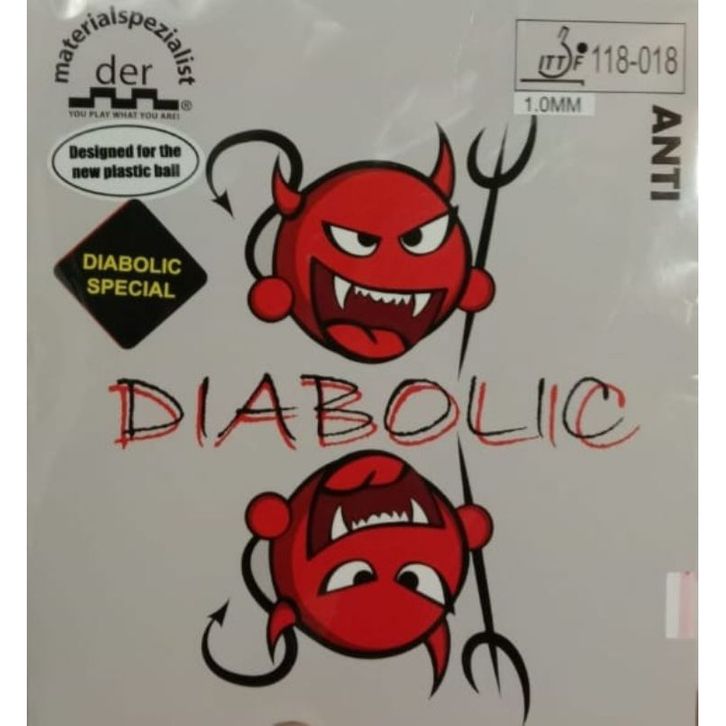 materialspezialist
der
®
YOU PLAY WHAT YOU ARE!
ITTF 118-018
1.0MM
ANTI
Designed for the
new plastic ball
DIABOLIC
SPECIAL
DIABOLIC